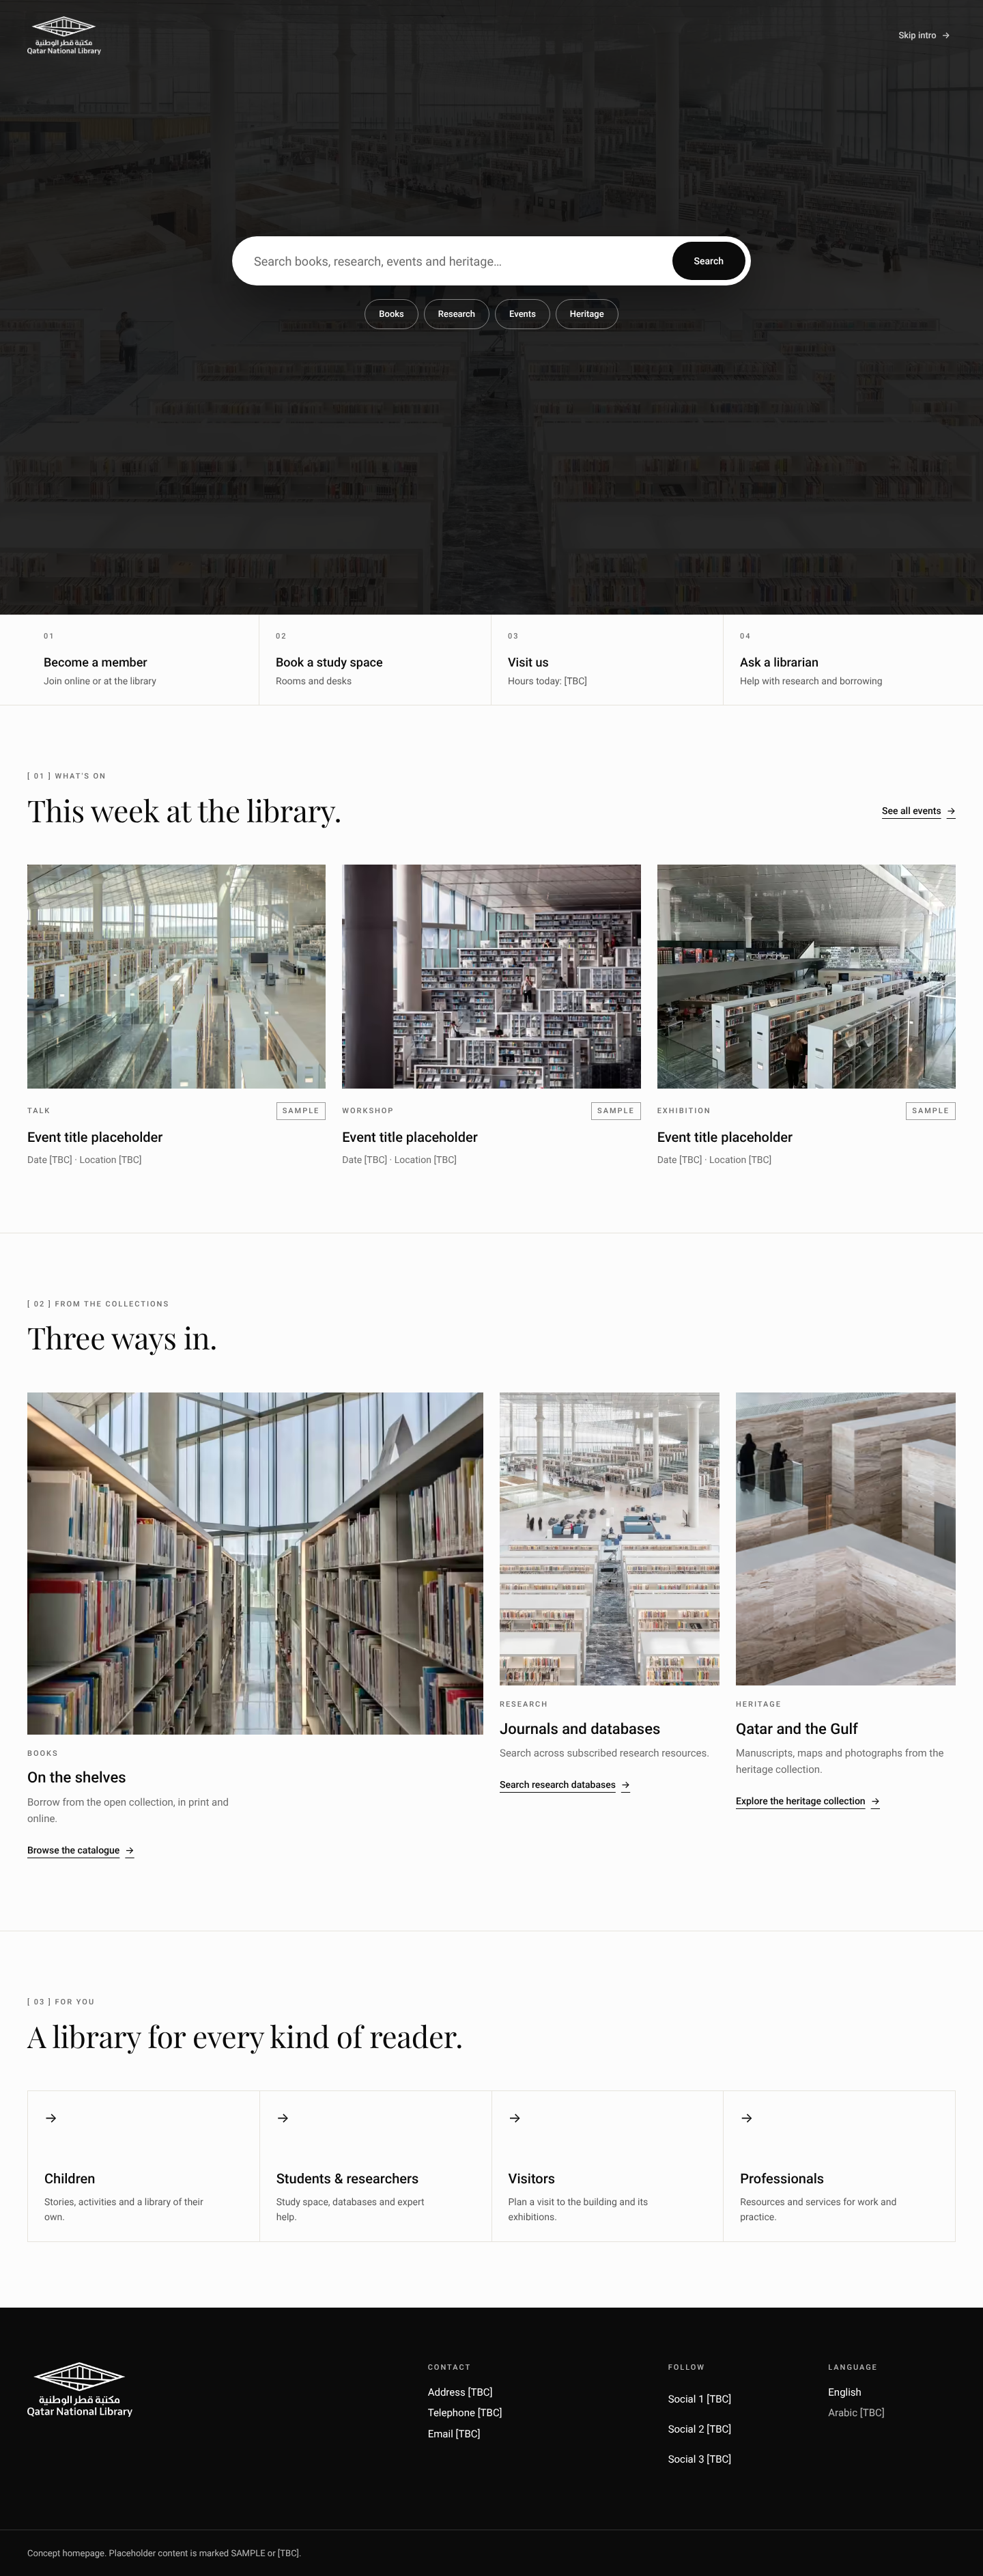 مكتبة قطر الوطنية
Qatar National Library
Skip intro →
Search books, research, events and heritage...
Search
Books
Research
Events
Heritage
01
Become a member
Join online or at the library
02
Book a study space
Rooms and desks
03
Visit us
Hours today: [TBC]
04
Ask a librarian
Help with research and borrowing
[ 01 ] WHAT'S ON
This week at the library.
See all events →
TALK
SAMPLE
Event title placeholder
Date [TBC] · Location [TBC]
WORKSHOP
SAMPLE
Event title placeholder
Date [TBC] · Location [TBC]
EXHIBITION
SAMPLE
Event title placeholder
Date [TBC] · Location [TBC]
[ 02 ] FROM THE COLLECTIONS
Three ways in.
BOOKS
On the shelves
Borrow from the open collection, in print and
online.
Browse the catalogue →
RESEARCH
Journals and databases
Search across subscribed research resources.
Search research databases →
HERITAGE
Qatar and the Gulf
Manuscripts, maps and photographs from the
heritage collection.
Explore the heritage collection →
[ 03 ] FOR YOU
A library for every kind of reader.
→
Children
Stories, activities and a library of their
own.
→
Students & researchers
Study space, databases and expert
help.
→
Visitors
Plan a visit to the building and its
exhibitions.
→
Professionals
Resources and services for work and
practice.
مكتبة قطر الوطنية
Qatar National Library
CONTACT
Address [TBC]
Telephone [TBC]
Email [TBC]
FOLLOW
Social 1 [TBC]
Social 2 [TBC]
Social 3 [TBC]
LANGUAGE
English
Arabic [TBC]
Concept homepage. Placeholder content is marked SAMPLE or [TBC].